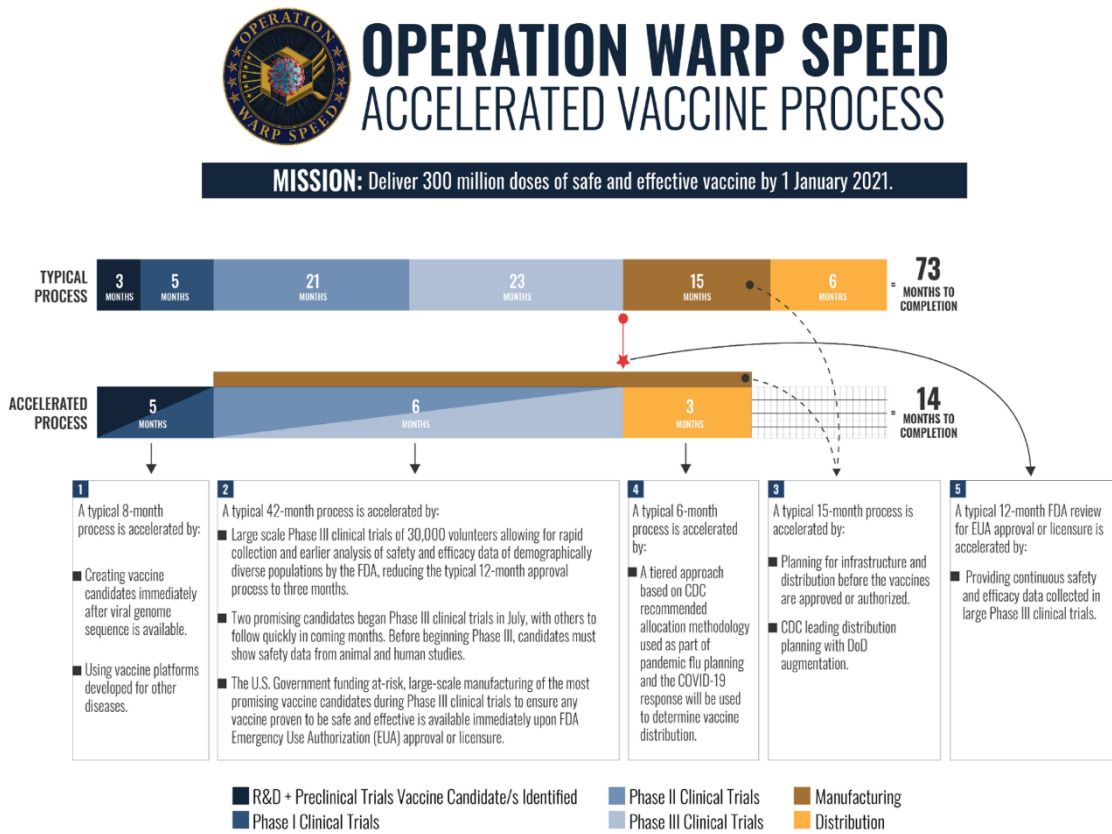 OPERATION
WARP SPEED
OPERATION WARP SPEED
ACCELERATED VACCINE PROCESS
MISSION: Deliver 300 million doses of safe and effective vaccine by 1 January 2021.
TYPICAL
PROCESS
3
MONTHS
5
MONTHS
21
MONTHS
23
MONTHS
15
MONTHS
6
MONTHS
=
73
MONTHS TO
COMPLETION
ACCELERATED
PROCESS
5
MONTHS
6
MONTHS
3
MONTHS
=
14
MONTHS TO
COMPLETION
1
A typical 8-month
process is accelerated by:
■ Creating vaccine
candidates immediately
after viral genome
sequence is available.
■ Using vaccine platforms
developed for other
diseases.
2
A typical 42-month process is accelerated by:
■ Large scale Phase III clinical trials of 30,000 volunteers allowing for rapid
collection and earlier analysis of safety and efficacy data of demographically
diverse populations by the FDA, reducing the typical 12-month approval
process to three months.
■ Two promising candidates began Phase III clinical trials in July, with others to
follow quickly in coming months. Before beginning Phase III, candidates must
show safety data from animal and human studies.
■ The U.S. Government funding at-risk, large-scale manufacturing of the most
promising vaccine candidates during Phase III clinical trials to ensure any
vaccine proven to be safe and effective is available immediately upon FDA
Emergency Use Authorization (EUA) approval or licensure.
4
A typical 6-month
process is accelerated
by:
■ A tiered approach
based on CDC
recommended
allocation methodology
used as part of
pandemic flu planning
and the COVID-19
response will be used
to determine vaccine
distribution.
3
A typical 15-month process is
accelerated by:
■ Planning for infrastructure and
distribution before the vaccines
are approved or authorized.
■ CDC leading distribution
planning with DoD
augmentation.
5
A typical 12-month FDA review
for EUA approval or licensure is
accelerated by:
■ Providing continuous safety
and efficacy data collected in
large Phase III clinical trials.
R&D + Preclinical Trials Vaccine Candidate/s Identified
Phase I Clinical Trials
Phase II Clinical Trials
Phase III Clinical Trials
Manufacturing
Distribution